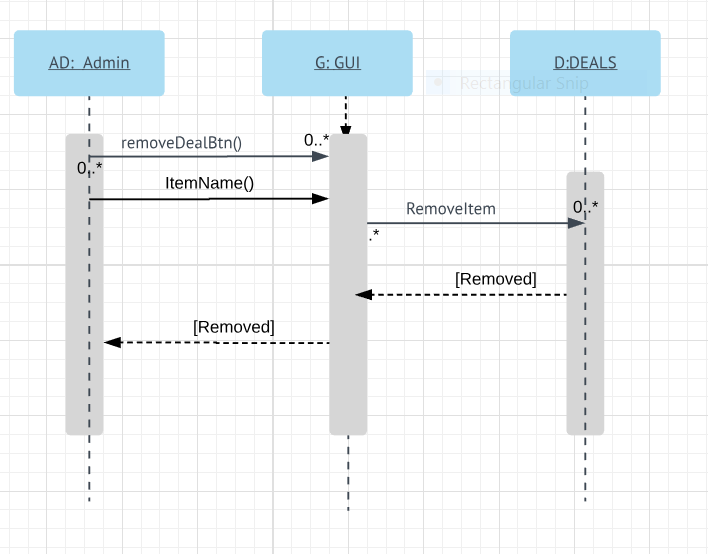 AD:  Admin
G: GUI
D:DEALS
Rectangular Snip
removeDealBtn()
0..*
0..*
ItemName()
RemoveItem
0..*
.*
[Removed]
[Removed]